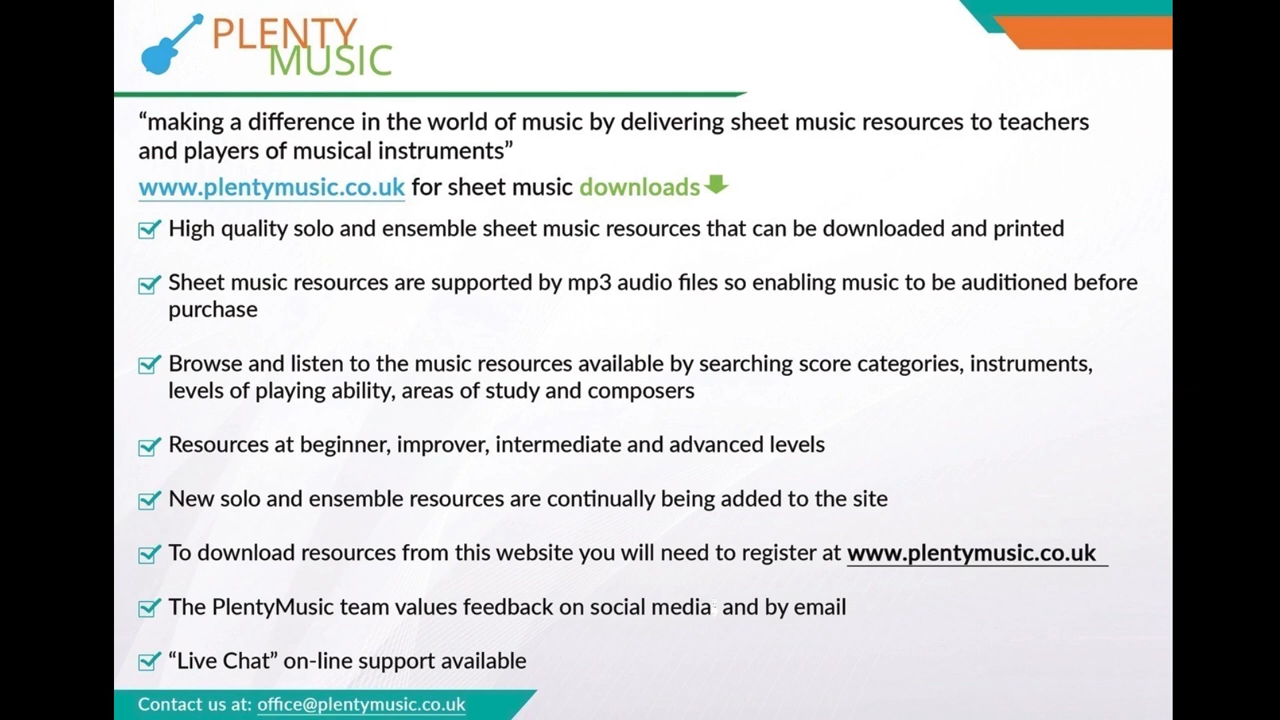 PLENTY
MUSIC
“making a difference in the world of music by delivering sheet music resources to teachers
and players of musical instruments”
www.plentymusic.co.uk for sheet music downloads
High quality solo and ensemble sheet music resources that can be downloaded and printed
Sheet music resources are supported by mp3 audio files so enabling music to be auditioned before
purchase
Browse and listen to the music resources available by searching score categories, instruments,
levels of playing ability, areas of study and composers
Resources at beginner, improver, intermediate and advanced levels
New solo and ensemble resources are continually being added to the site
To download resources from this website you will need to register at www.plentymusic.co.uk
The PlentyMusic team values feedback on social media and by email
“Live Chat” on-line support available
Contact us at: office@plentymusic.co.uk